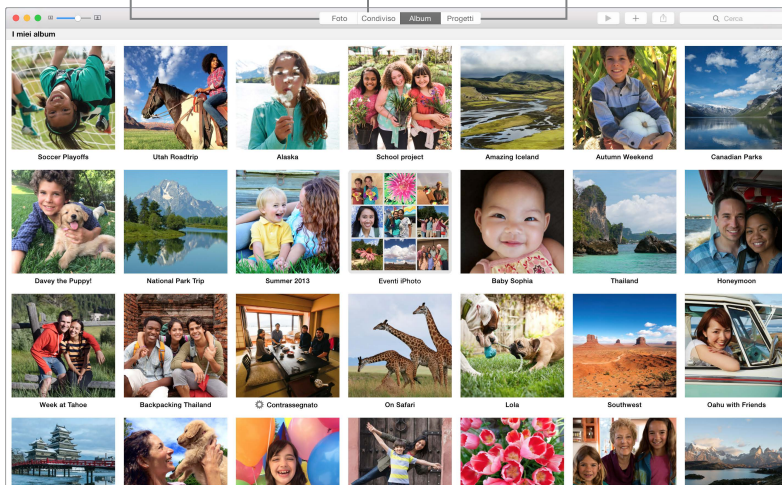 Foto Condiviso Album Progetti
Cerca
I miei album
Soccer Playoffs Utah Roadtrip Alaska School project Amazing Iceland Autumn Weekend Canadian Parks
Davey the Puppy! National Park Trip Summer 2013 Eventi iPhoto Baby Sophia Thailand Honeymoon
Week at Tahoe Backpacking Thailand Contrassegnato On Safari Lola Southwest Oahu with Friends